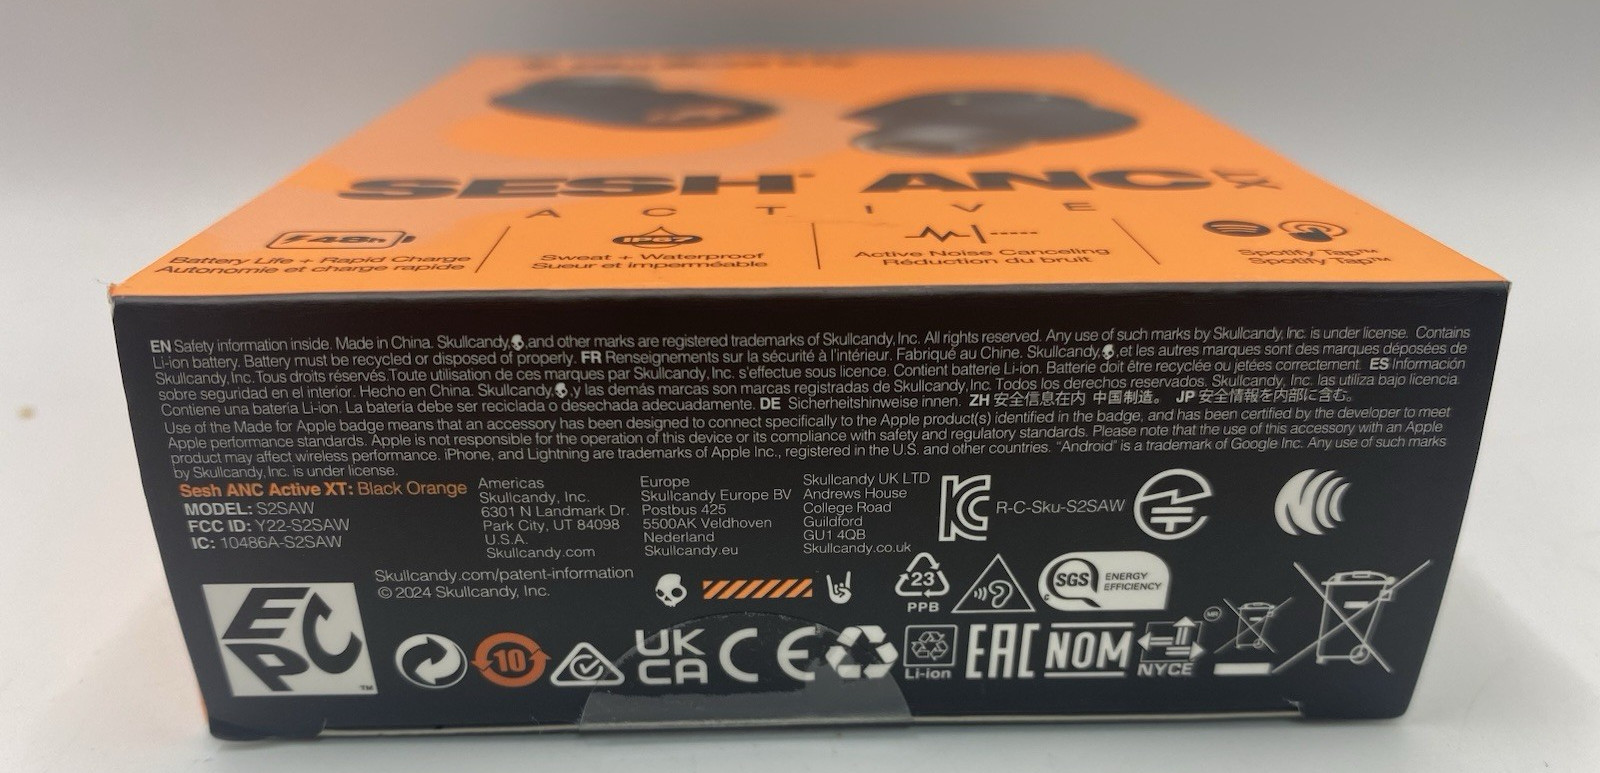 SESH® ANC
ACTIVE
48h
Battery Life + Rapid Charge
Autonomie et charge rapide
IP67
Sweat + Waterproof
Sueur et imperméable
Active Noise Canceling
Réduction du bruit
Spotify Tap™
Spotify Tap™
EN Safety information inside. Made in China. Skullcandy, and other marks are registered trademarks of Skullcandy, Inc. All rights reserved. Any use of such marks by Skullcandy, Inc. is under license. Contains
Li-ion battery. Battery must be recycled or disposed of properly. FR Renseignements sur la sécurité à l'intérieur. Fabriqué au Chine. Skullcandy, et les autres marques sont des marques déposées de
Skullcandy, Inc. Tous droits réservés. Toute utilisation de ces marques par Skullcandy, Inc. s'effectue sous licence. Contient batterie Li-ion. Batterie doit être recyclée ou jetées correctement. ES Información
sobre seguridad en el interior. Hecho en China. Skullcandy, y las demás marcas son marcas registradas de Skullcandy, Inc. Todos los derechos reservados. Skullcandy, Inc. las utiliza bajo licencia.
Contiene una bateria Li-ion. La batería debe ser reciclada o desechada adecuadamente. DE Sicherheitshinweise innen. ZH 安全信息在内 中国制造。 JP 安全情報を内部に含む。
Use of the Made for Apple badge means that an accessory has been designed to connect specifically to the Apple product(s) identified in the badge, and has been certified by the developer to meet
Apple performance standards. Apple is not responsible for the operation of this device or its compliance with safety and regulatory standards. Please note that the use of this accessory with an Apple
product may affect wireless performance. iPhone, and Lightning are trademarks of Apple Inc., registered in the U.S. and other countries. "Android" is a trademark of Google Inc. Any use of such marks
by Skullcandy, Inc. is under license.
Sesh ANC Active XT: Black Orange
MODEL: S2SAW
FCC ID: Y22-S2SAW
IC: 10486A-S2SAW
Americas
Skullcandy, Inc.
6301 N Landmark Dr.
Park City, UT 84098
U.S.A.
Skullcandy.com
Europe
Skullcandy Europe BV
Postbus 425
5500AK Veldhoven
Nederland
Skullcandy.eu
Skullcandy UK LTD
Andrews House
College Road
Guildford
GU1 4QB
Skullcandy.co.uk
R-C-Sku-S2SAW
Skullcandy.com/patent-information
© 2024 Skullcandy, Inc.
23
PPB
SGS ENERGY
EFFICIENCY
EPC™
10
UK
CA
CE
Li-ion
EAC
NOM
NYCE